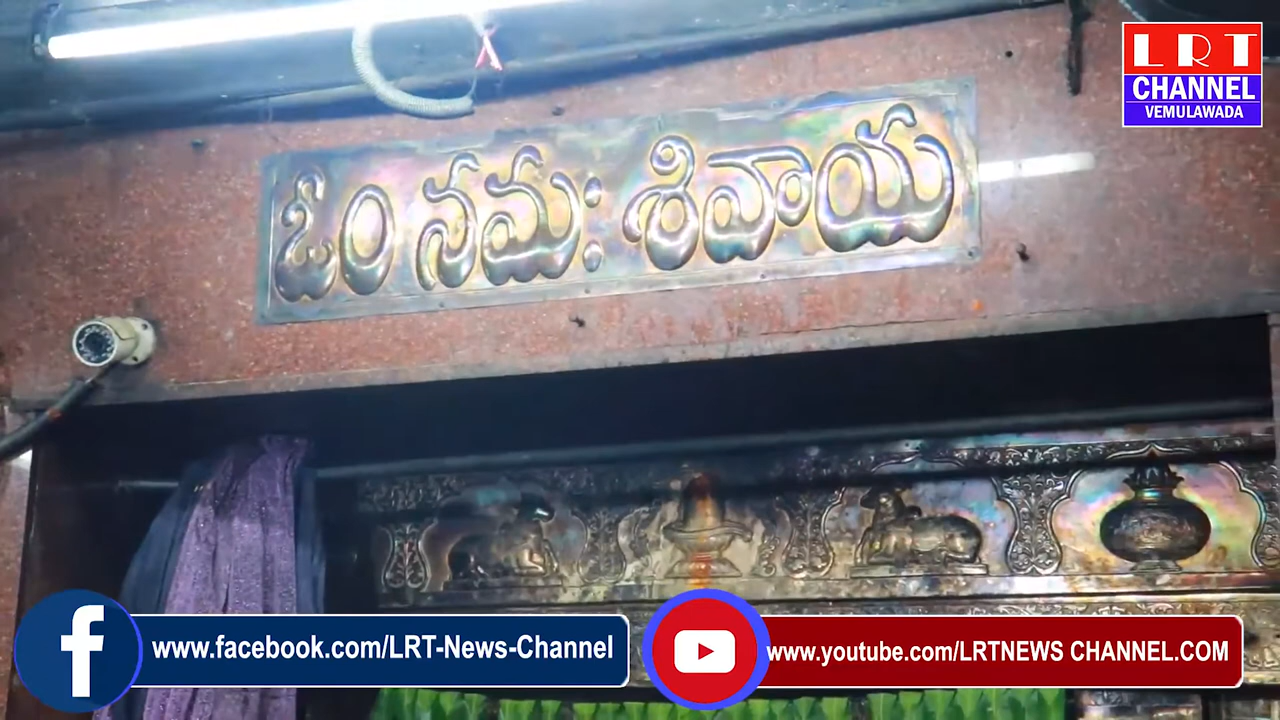 LRT
CHANNEL
VEMULAWADA
ఓం నమః శివాయ
www.facebook.com/LRT-News-Channel
www.youtube.com/LRTNEWS CHANNEL.COM